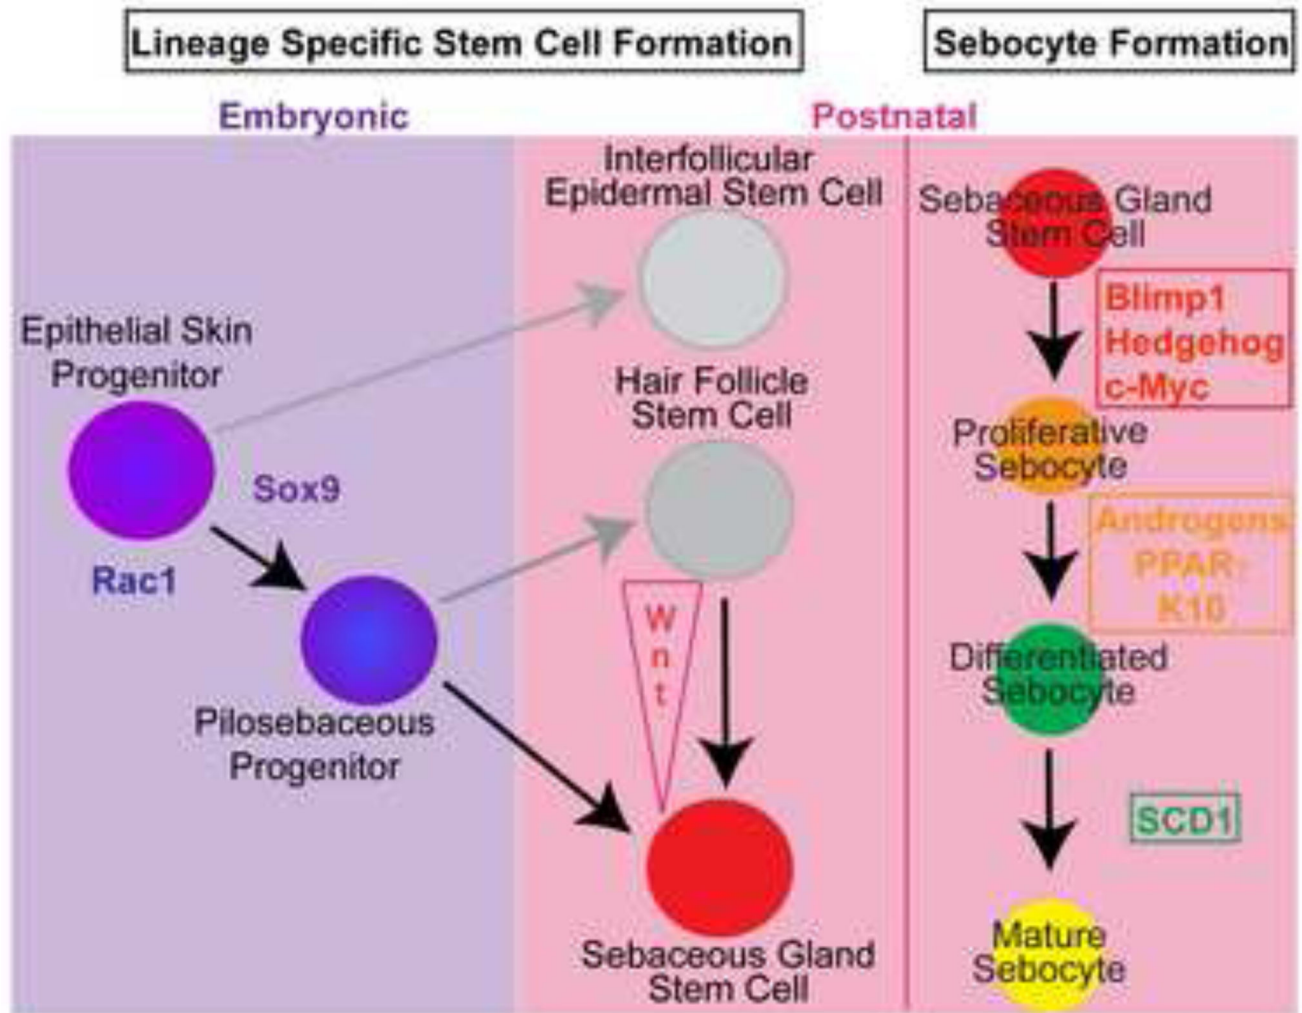 Lineage Specific Stem Cell Formation
Sebocyte Formation
Embryonic
Postnatal
Interfollicular
Epidermal Stem Cell
Epithelial Skin
Progenitor
Hair Follicle
Stem Cell
Sox9
Rac1
Pilosebaceous
Progenitor
W
n
t
Sebaceous Gland
Stem Cell
Sebaceous Gland
Stem Cell
Blimp1
Hedgehog
c-Myc
Proliferative
Sebocyte
Androgens
PPARγ
Differentiated
Sebocyte
SCD1
Mature
Sebocyte